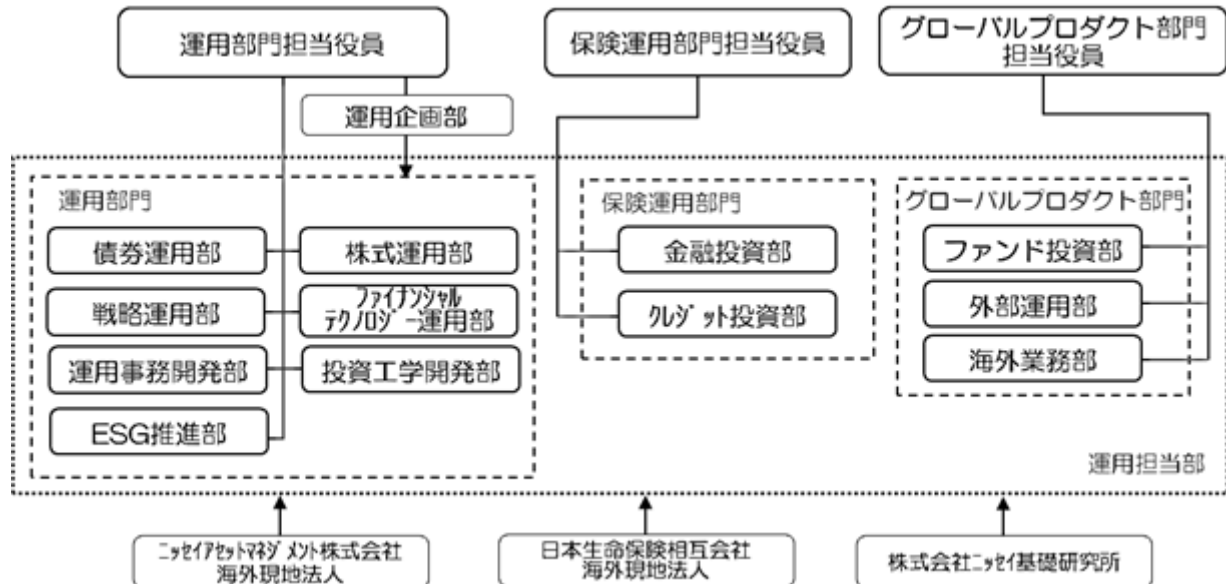 運用部門担当役員
保険運用部門担当役員
グローバルプロダクト部門
担当役員
運用企画部
運用部門
債券運用部
株式運用部
戦略運用部
ファイナンシャル
テクノロジー運用部
運用事務開発部
投資工学開発部
ESG推進部
保険運用部門
金融投資部
クレジット投資部
グローバルプロダクト部門
ファンド投資部
外部運用部
海外業務部
運用担当部
ニッセイアセットマネジメント株式会社
海外現地法人
日本生命保険相互会社
海外現地法人
株式会社ニッセイ基礎研究所